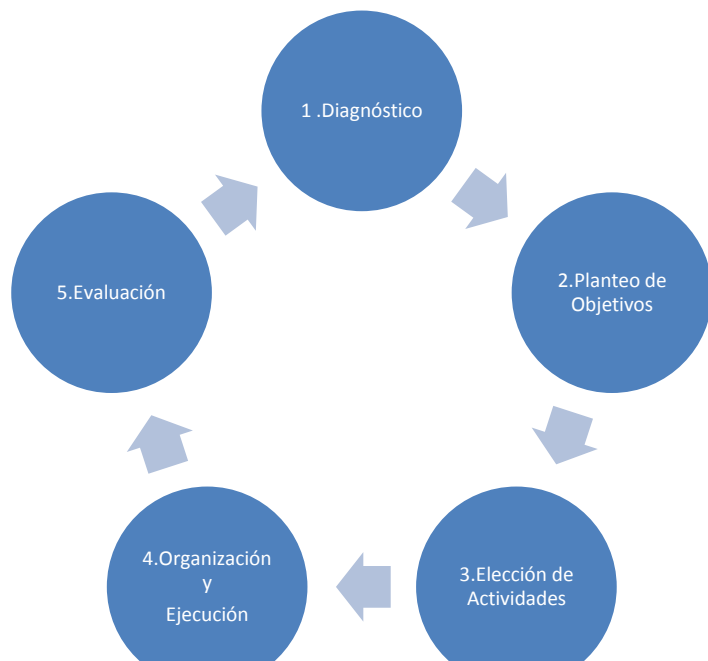 1 .Diagnóstico
2.Planteo de
Objetivos
3.Elección de
Actividades
4.Organización
y
Ejecución
5.Evaluación